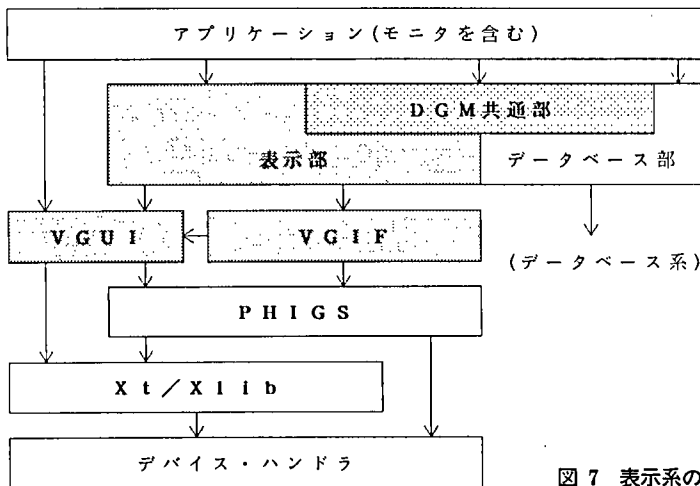 アプリケーション(モニタを含む)
DGM共通部
表示部
データベース部
VGUI
VGIF
(データベース系)
PHIGS
Xt/Xlib
デバイス・ハンドラ
図 7 表示系の